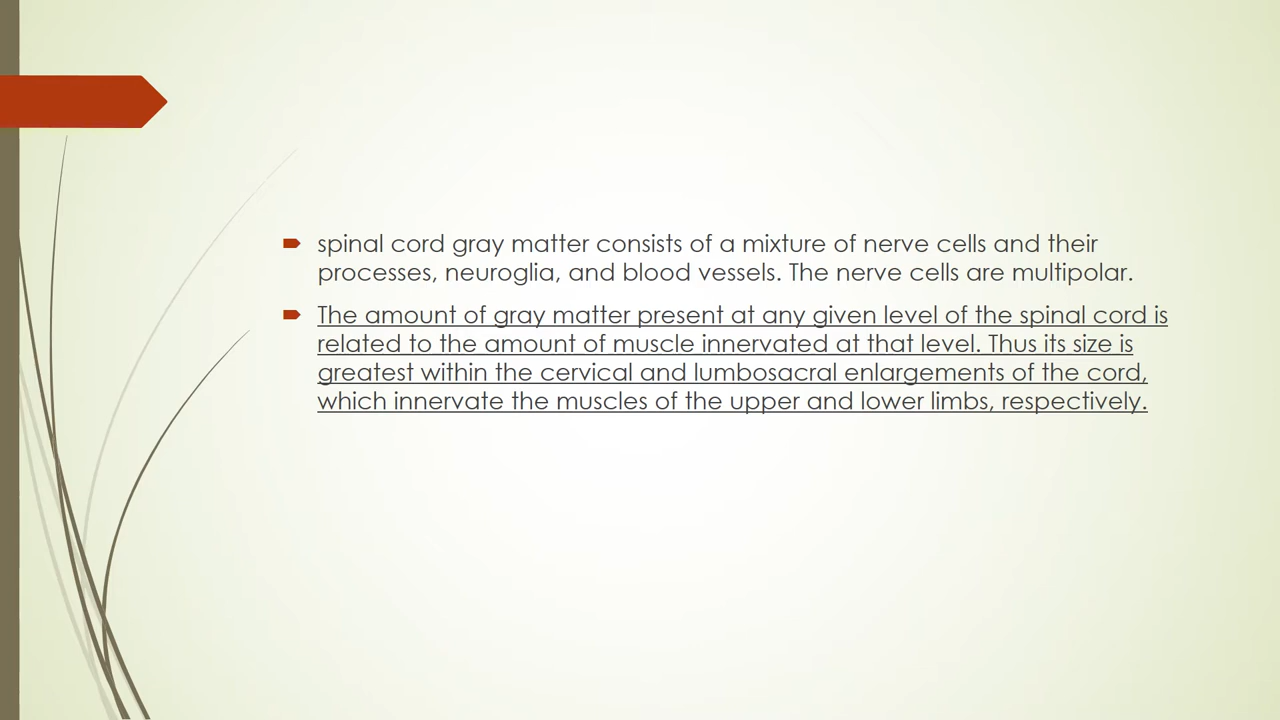 spinal cord gray matter consists of a mixture of nerve cells and their
processes, neuroglia, and blood vessels. The nerve cells are multipolar.
The amount of gray matter present at any given level of the spinal cord is
related to the amount of muscle innervated at that level. Thus its size is
greatest within the cervical and lumbosacral enlargements of the cord,
which innervate the muscles of the upper and lower limbs, respectively.